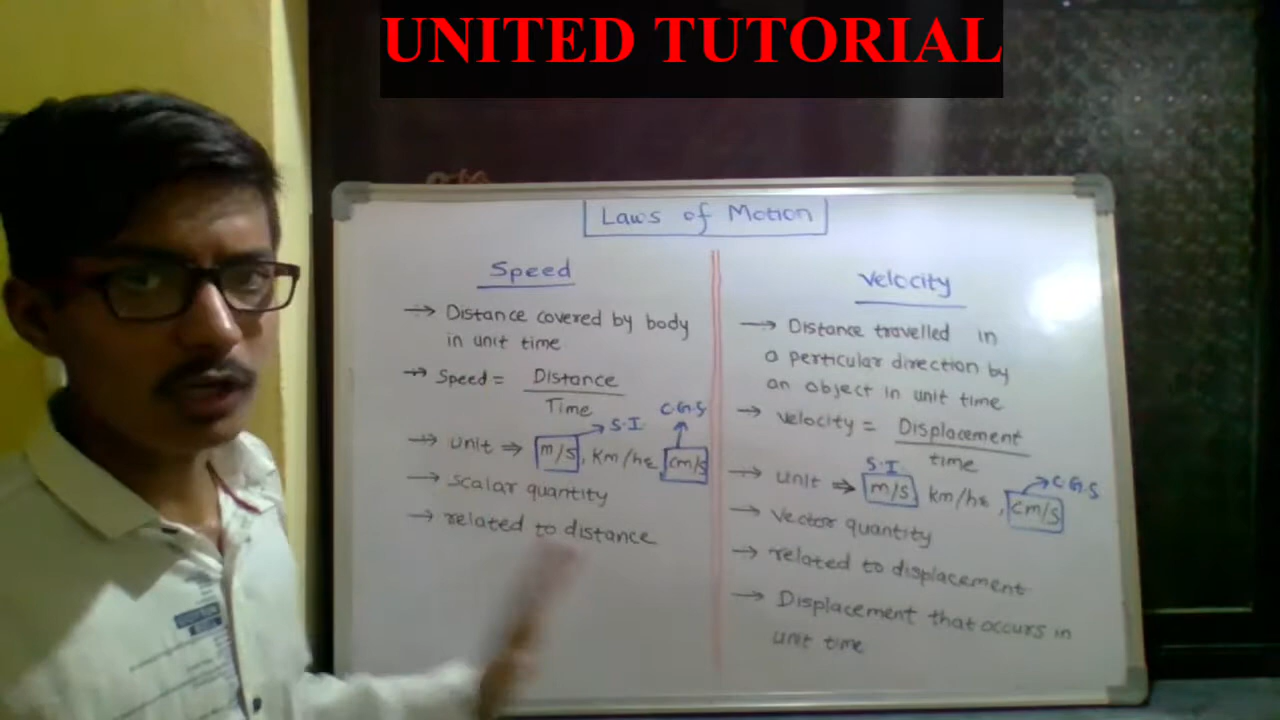 UNITED TUTORIAL
Laws of Motion
Speed
→ Distance covered by body
in unit time
→ Speed = Distance
Time
→ unit ⇒ m/s, km/hr, cm/s
S.I
C.G.S
→ scalar quantity
→ related to distance
Velocity
→ Distance travelled in
a perticular direction by
an object in unit time
→ velocity = Displacement
time
S.I.
→ unit ⇒ m/s km/hr, cm/s
C.G.S
→ Vector quantity
→ related to displacement
→ Displacement that occurs in
unit time